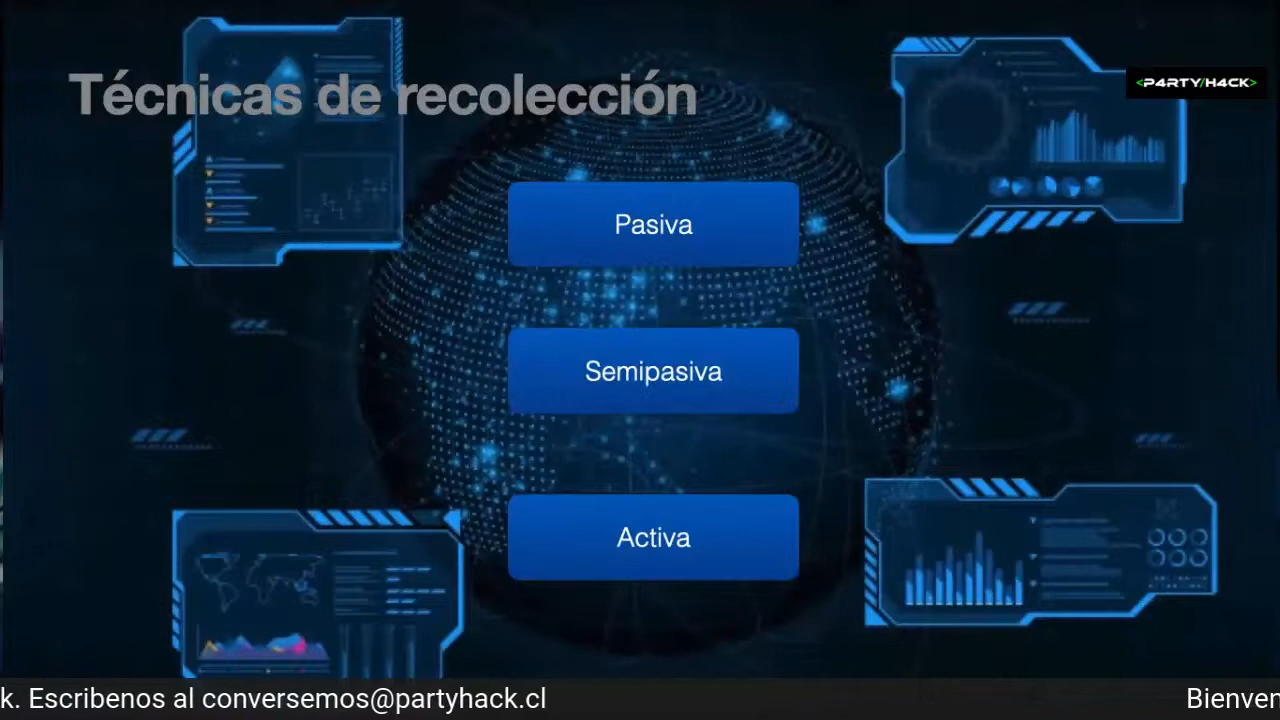 Técnicas de recolección
<P4RTY/H4CK>
Pasiva
Semipasiva
Activa
k. Escribenos al conversemos@partyhack.cl
Bienven